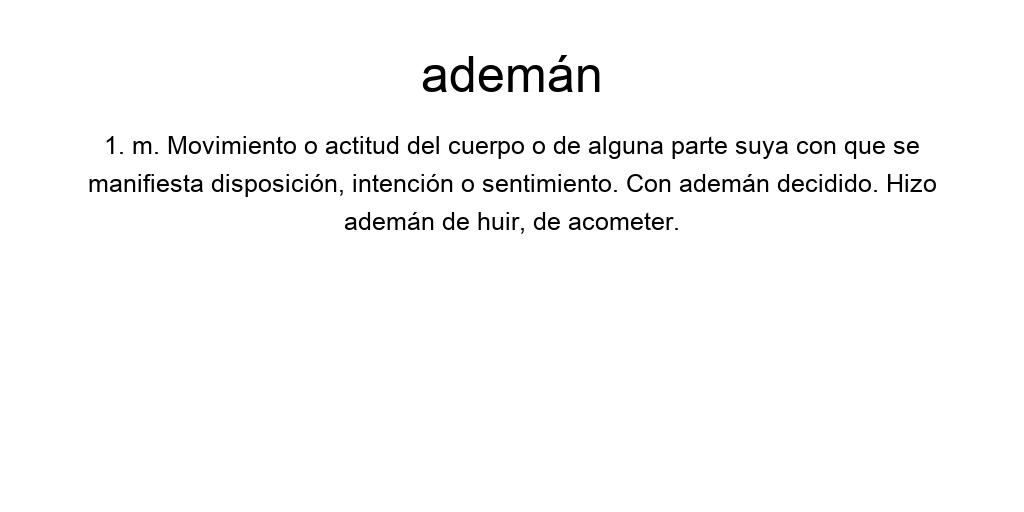 ademán
1. m. Movimiento o actitud del cuerpo o de alguna parte suya con que se
manifiesta disposición, intención o sentimiento. Con ademán decidido. Hizo
ademán de huir, de acometer.